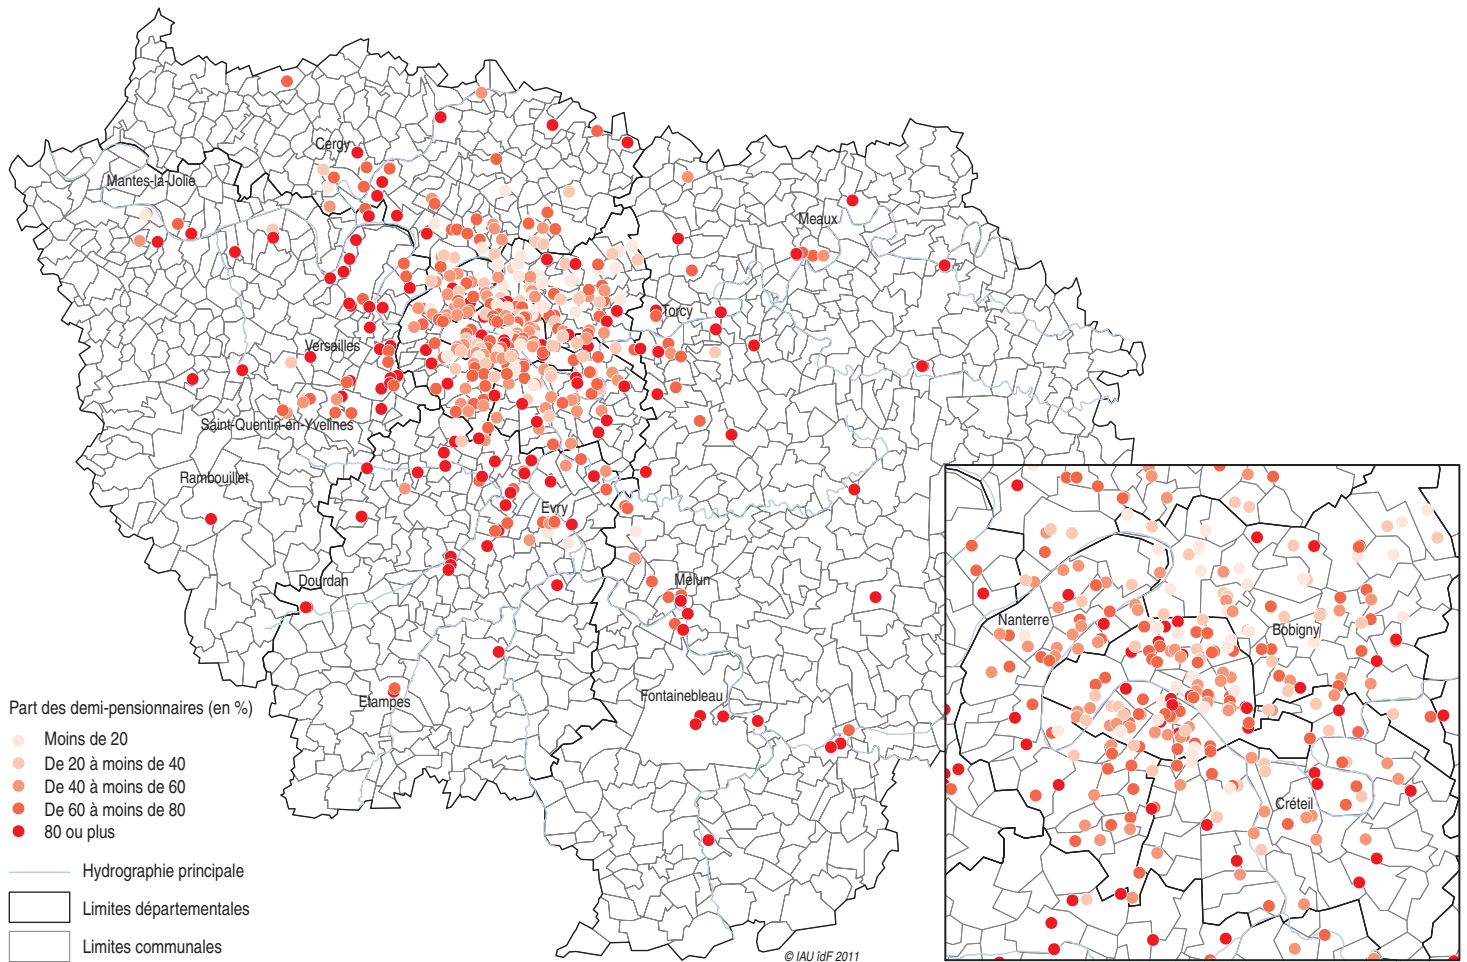 Cergy
Mantes-la-Jolie
Meaux
Torcy
Versailles
Saint-Quentin-en-Yvelines
Rambouillet
Evry
Dourdan
Melun
Nanterre
Bobigny
Fontainebleau
Etampes
Créteil
Part des demi-pensionnaires (en %)
Moins de 20
De 20 à moins de 40
De 40 à moins de 60
De 60 à moins de 80
80 ou plus
Hydrographie principale
Limites départementales
Limites communales
© IAU îdF 2011